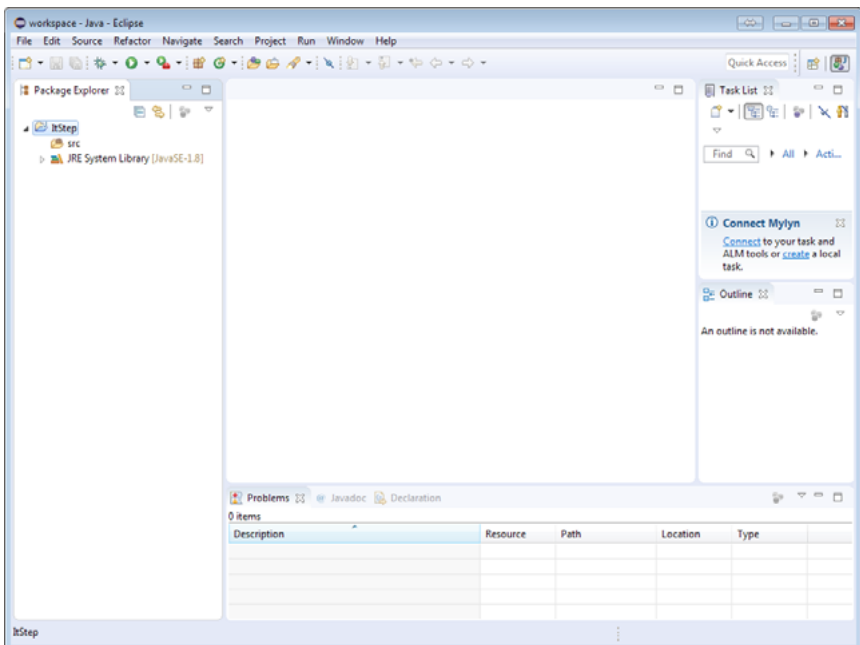 workspace - Java - Eclipse
File Edit Source Refactor Navigate Search Project Run Window Help
Quick Access
Package Explorer
ItStep
src
JRE System Library [JavaSE-1.8]
Task List
Find All Acti...
Connect Mylyn
Connect to your task and
ALM tools or create a local
task.
Outline
An outline is not available.
Problems Javadoc Declaration
0 items
Description Resource Path Location Type
ItStep